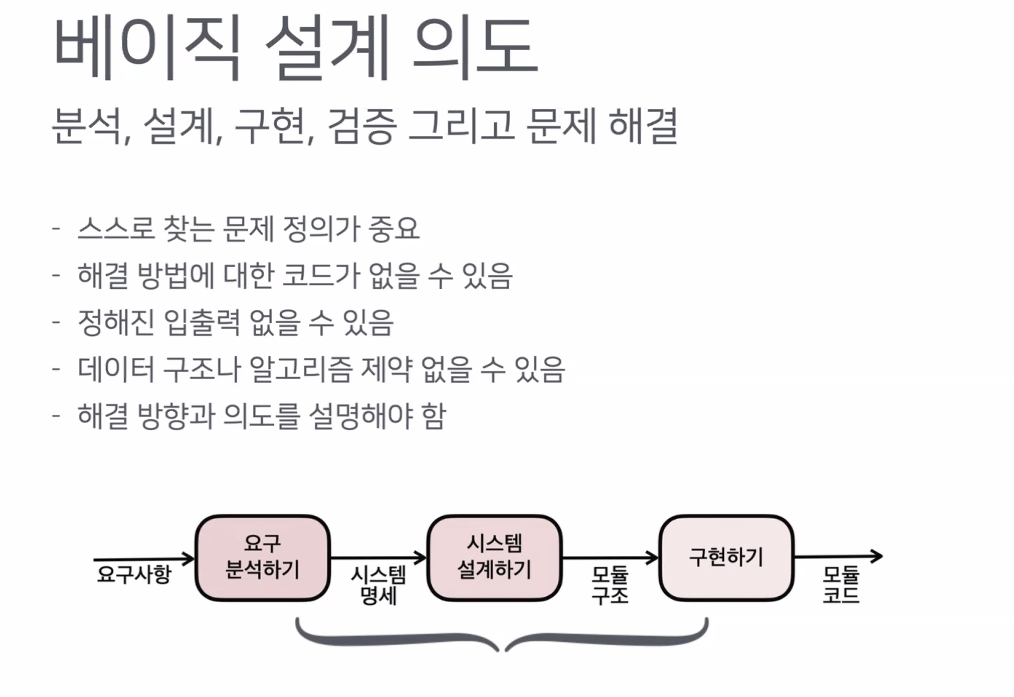 베이직 설계 의도
분석, 설계, 구현, 검증 그리고 문제 해결
- 스스로 찾는 문제 정의가 중요
- 해결 방법에 대한 코드가 없을 수 있음
- 정해진 입출력 없을 수 있음
- 데이터 구조나 알고리즘 제약 없을 수 있음
- 해결 방향과 의도를 설명해야 함
요구사항
요구
분석하기
시스템
명세
시스템
설계하기
모듈
구조
구현하기
모듈
코드